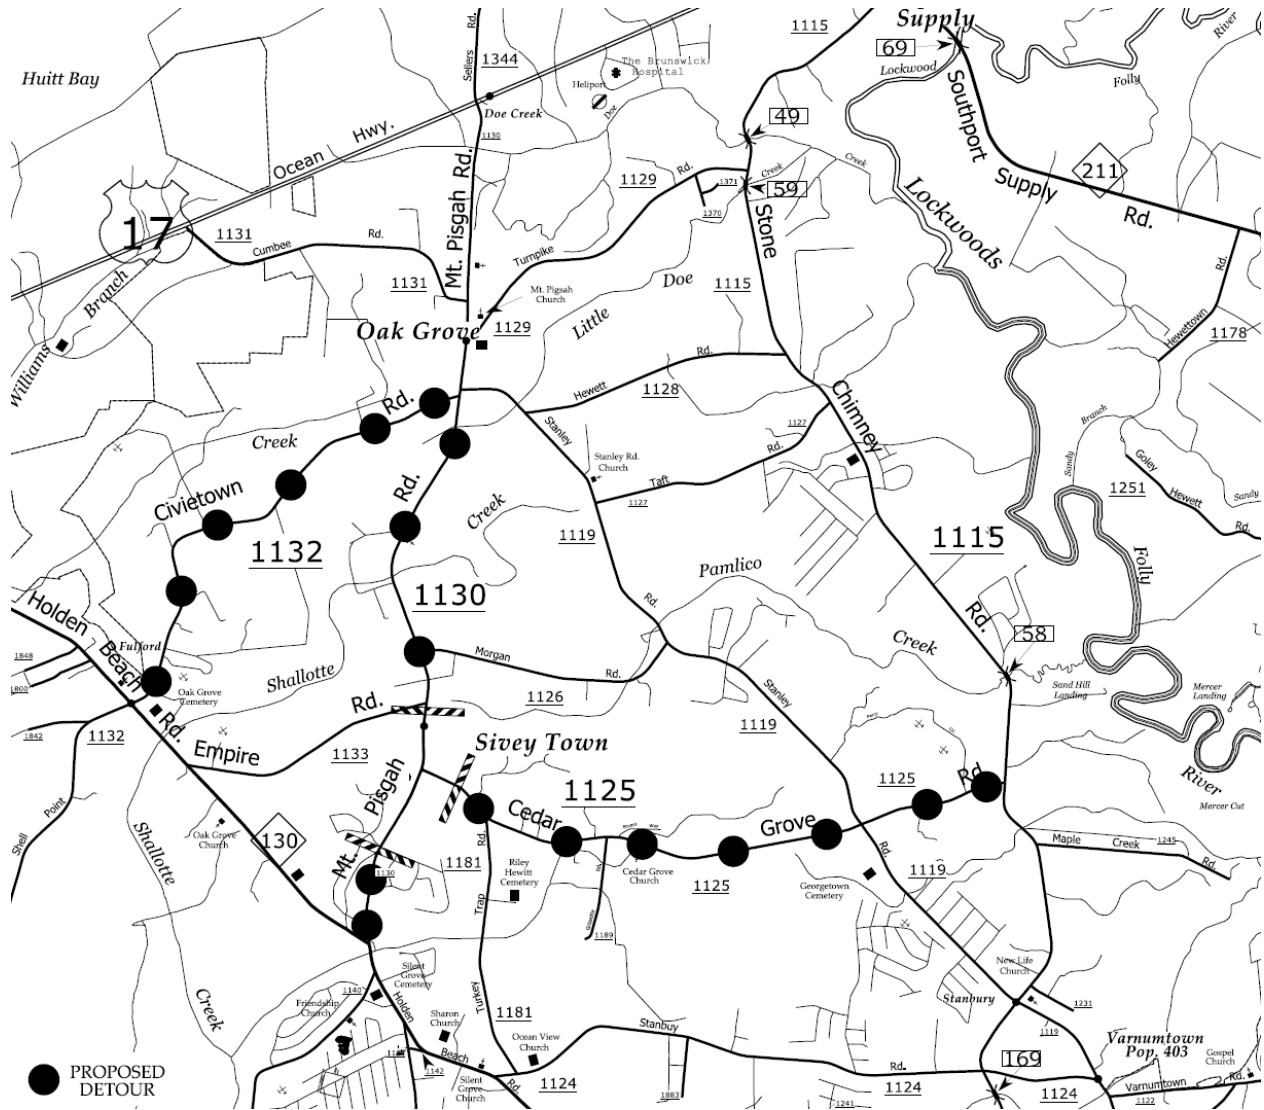 Supply
69
River
1115
Lockwood
Folly
Huitt Bay
Sellers
Rd.
1344
The Brunswick
Hospital
Heliport
Doe
Doe Creek
1130
Ocean Hwy.
49
Creek
Creek
Southport
Supply
Rd.
211
Lockwoods
17
Mt. Pisgah Rd.
1129
Rd.
1371
59
1370
Stone
1131
Cumbee
Rd.
Turnpike
Branch
Williams
1131
Mt. Pigsah
Church
Doe
1115
Little
Rd.
Hewettown
1178
Oak Grove
1129
Rd.
Hewett
1128
Rd.
Stanley
Chimney
1127
Rd.
Branch
Sandy
Creek
Stanley Rd.
Church
Taft
1127
Goley
Hewett
Rd.
1251
Sandy
Civietown
1132
Rd.
Creek
1119
1115
Folly
1130
Pamlico
Creek
Rd.
Rd.
58
Holden
Beach
Rd.
1848
1800
Fulford
Oak Grove
Cemetery
Shallotte
Morgan
Rd.
1126
Stanley
Sand Hill
Landing
Mercer
Landing
1842
1132
Rd.
Empire
1133
Sivey Town
1119
River
Mercer Cut
Pisgah
Mt.
1125
1125
Rd.
Cedar
Grove
Shell
Point
Shallotte
Oak Grove
Church
130
1130
Rd.
1181
Riley
Hewitt
Cemetery
Cedar Grove
Church
1125
Rd.
Georgetown
Cemetery
1119
Maple
Creek
1245
Rd.
Trap
1189
Creek
Silent
Grove
Cemetery
1140
Friendship
Church
Holden
Sharon
Church
Turkey
1181
New Life
Church
Stanbury
1231
1119
Varnumtown
Pop. 403
Beach
1142
Silent
Grove
Church
Rd.
Ocean View
Church
1124
Stanbuy
1883
Rd.
1124
1241
169
1124
Varnumtown
1122
Rd.
Gospel
Church
PROPOSED
DETOUR